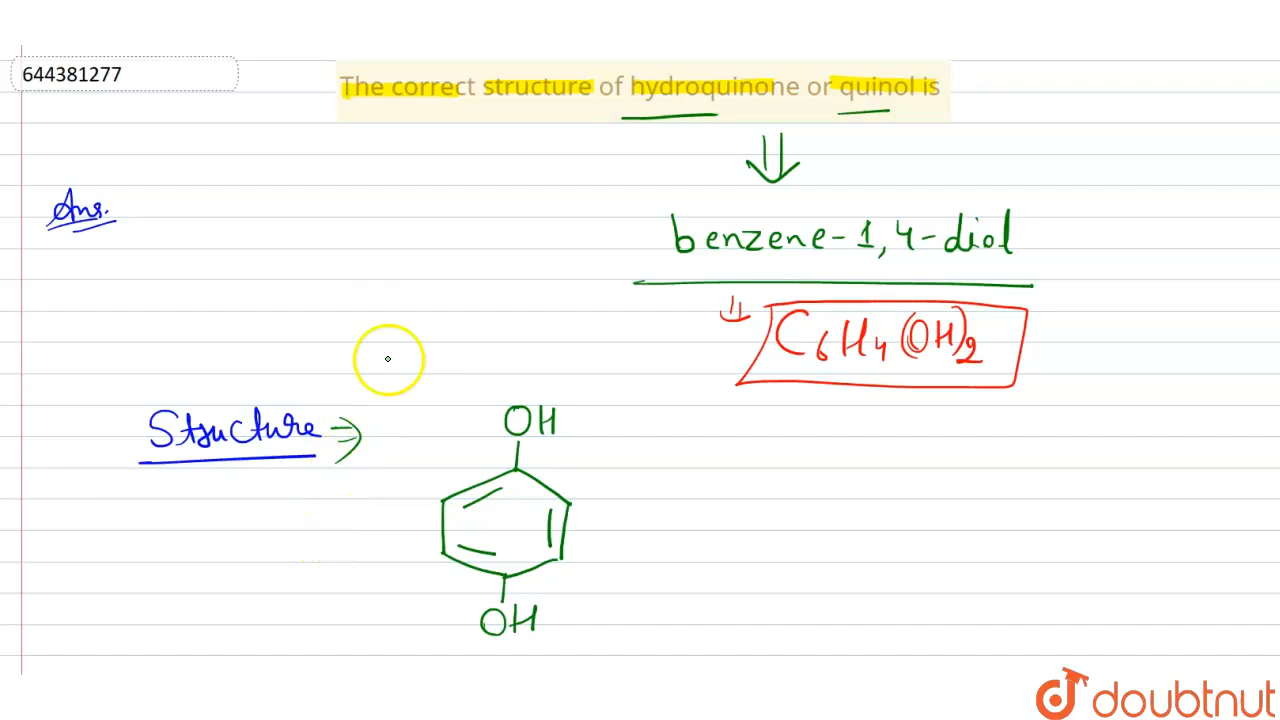 644381277
The correct structure of hydroquinone or quinol is
Ans.
benzene-1,4-diol
C6H4(OH)2
Structure ⇒
OH
OH
doubtnut